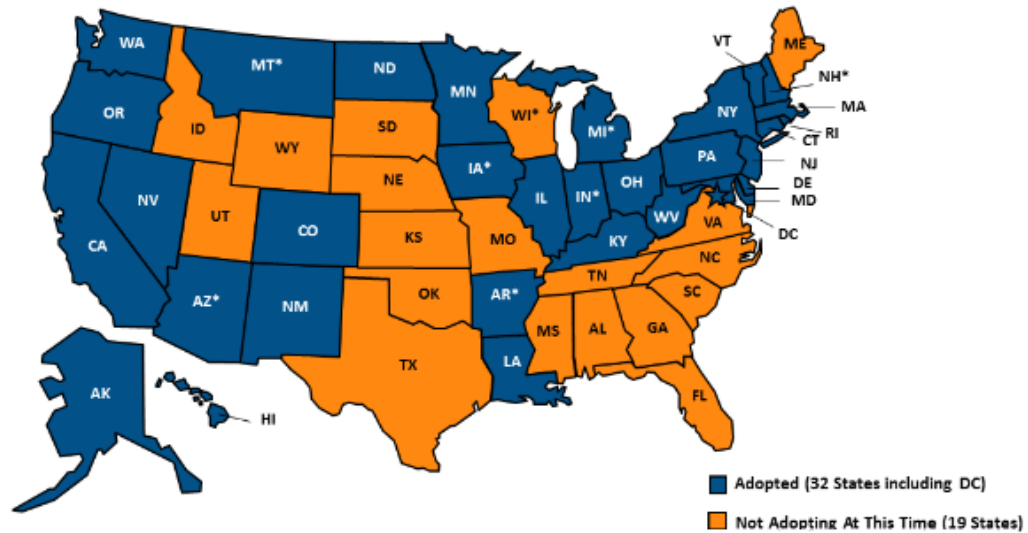 WA
MT*
ND
MN
OR
ID
WY
SD
WI*
MI*
NY
VT
ME
NH*
MA
RI
CT
NJ
DE
MD
DC
PA
NV
UT
CO
NE
IA*
IL
IN*
OH
WV
VA
CA
KS
MO
KY
NC
TN
SC
AZ*
NM
OK
AR*
MS
AL
GA
TX
LA
FL
AK
HI
Adopted (32 States including DC)
Not Adopting At This Time (19 States)